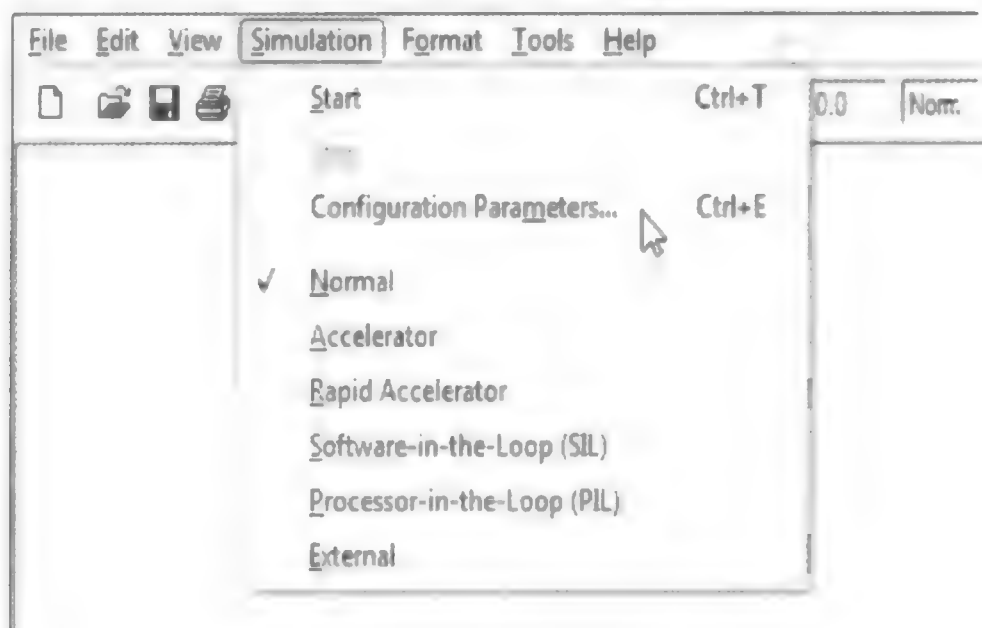 File Edit View Simulation Format Tools Help
Start Ctrl+T 0.0
Configuration Parameters... Ctrl+E
Normal
Accelerator
Rapid Accelerator
Software-in-the-Loop (SIL)
Processor-in-the-Loop (PIL)
External